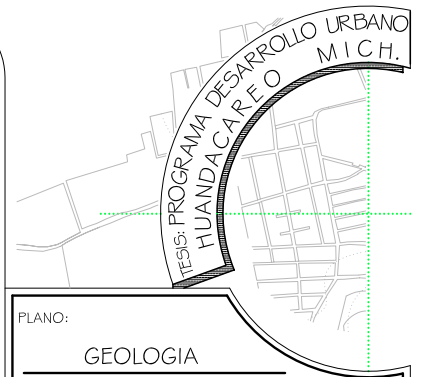 TESIS: PROGRAMA DESARROLLO URBANO
HUANDACAREO MICH.
PLANO:
GEOLOGIA